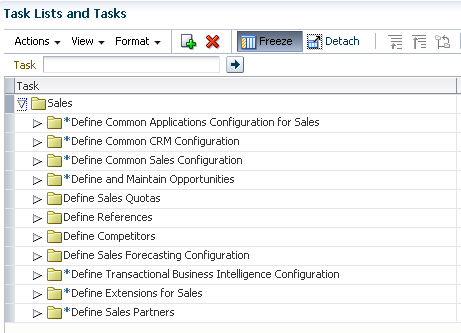 Task Lists and Tasks
Actions View Format Freeze Detach
Task
Task
Sales
*Define Common Applications Configuration for Sales
*Define Common CRM Configuration
*Define Common Sales Configuration
*Define and Maintain Opportunities
Define Sales Quotas
Define References
Define Competitors
Define Sales Forecasting Configuration
*Define Transactional Business Intelligence Configuration
*Define Extensions for Sales
*Define Sales Partners